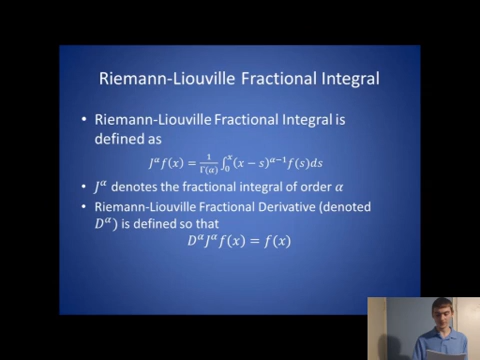 Riemann-Liouville Fractional Integral
• Riemann-Liouville Fractional Integral is
defined as
J^α f(x) = 1/Γ(α) ∫_0^x (x − s)^{α−1} f(s)ds
• J^α denotes the fractional integral of order α
• Riemann-Liouville Fractional Derivative (denoted
D^α) is defined so that
D^α J^α f(x) = f(x)